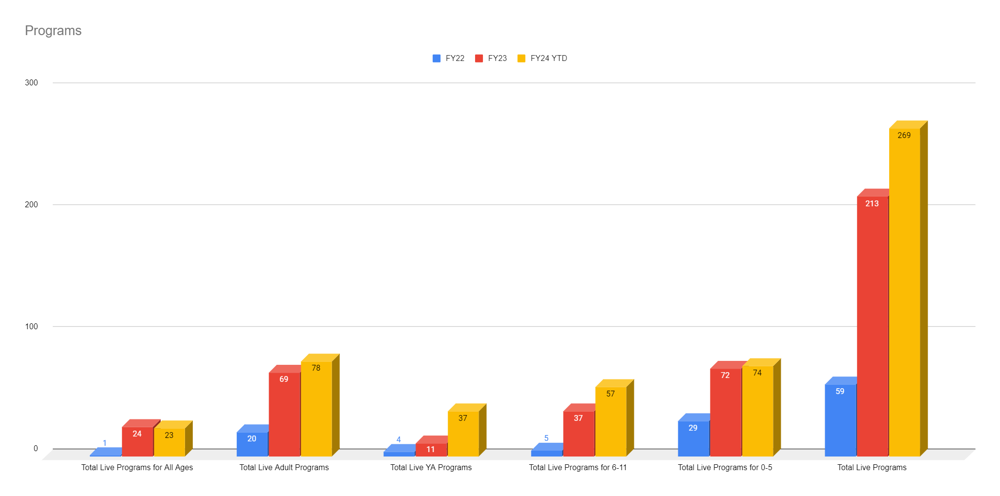 Programs
FY22 FY23 FY24 YTD
300
200
100
0
1 24 23
20 69 78
4 11 37
5 37 57
29 72 74
59 213 269
Total Live Programs for All Ages
Total Live Adult Programs
Total Live YA Programs
Total Live Programs for 6-11
Total Live Programs for 0-5
Total Live Programs